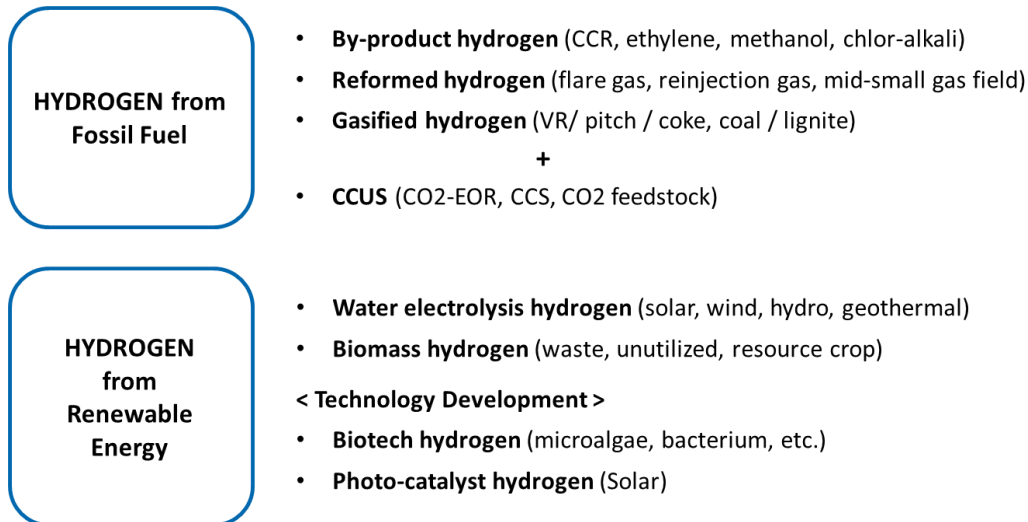 HYDROGEN from
Fossil Fuel
• By-product hydrogen (CCR, ethylene, methanol, chlor-alkali)
• Reformed hydrogen (flare gas, reinjection gas, mid-small gas field)
• Gasified hydrogen (VR/ pitch / coke, coal / lignite)
+
• CCUS (CO2-EOR, CCS, CO2 feedstock)
HYDROGEN
from
Renewable
Energy
• Water electrolysis hydrogen (solar, wind, hydro, geothermal)
• Biomass hydrogen (waste, unutilized, resource crop)
< Technology Development >
• Biotech hydrogen (microalgae, bacterium, etc.)
• Photo-catalyst hydrogen (Solar)